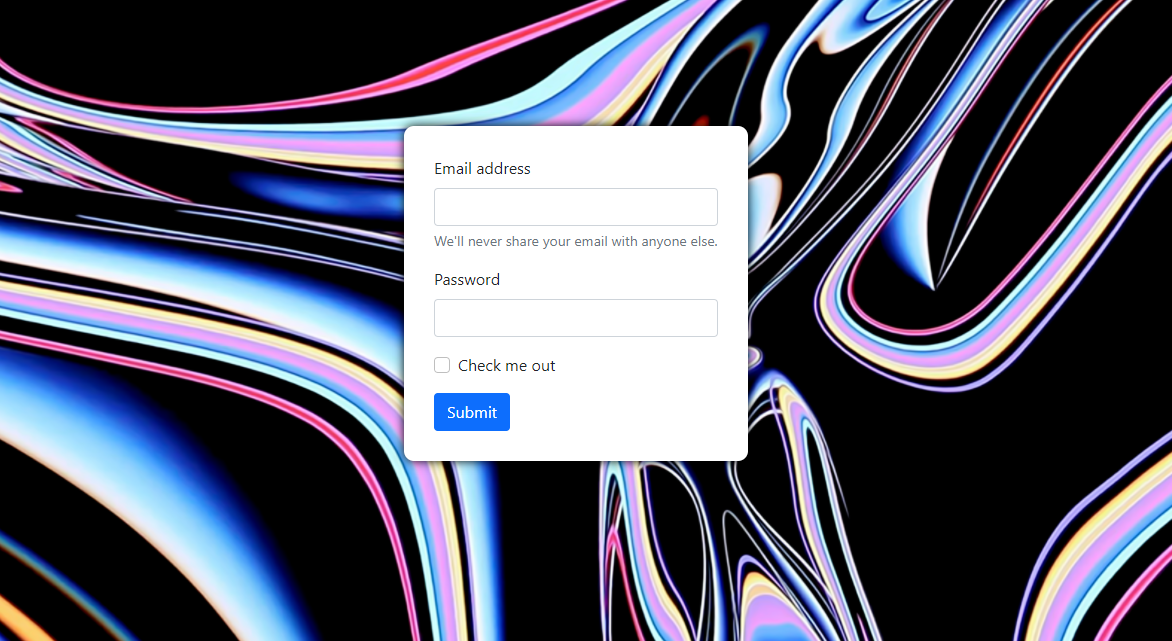 Email address
We'll never share your email with anyone else.
Password
Check me out
Submit